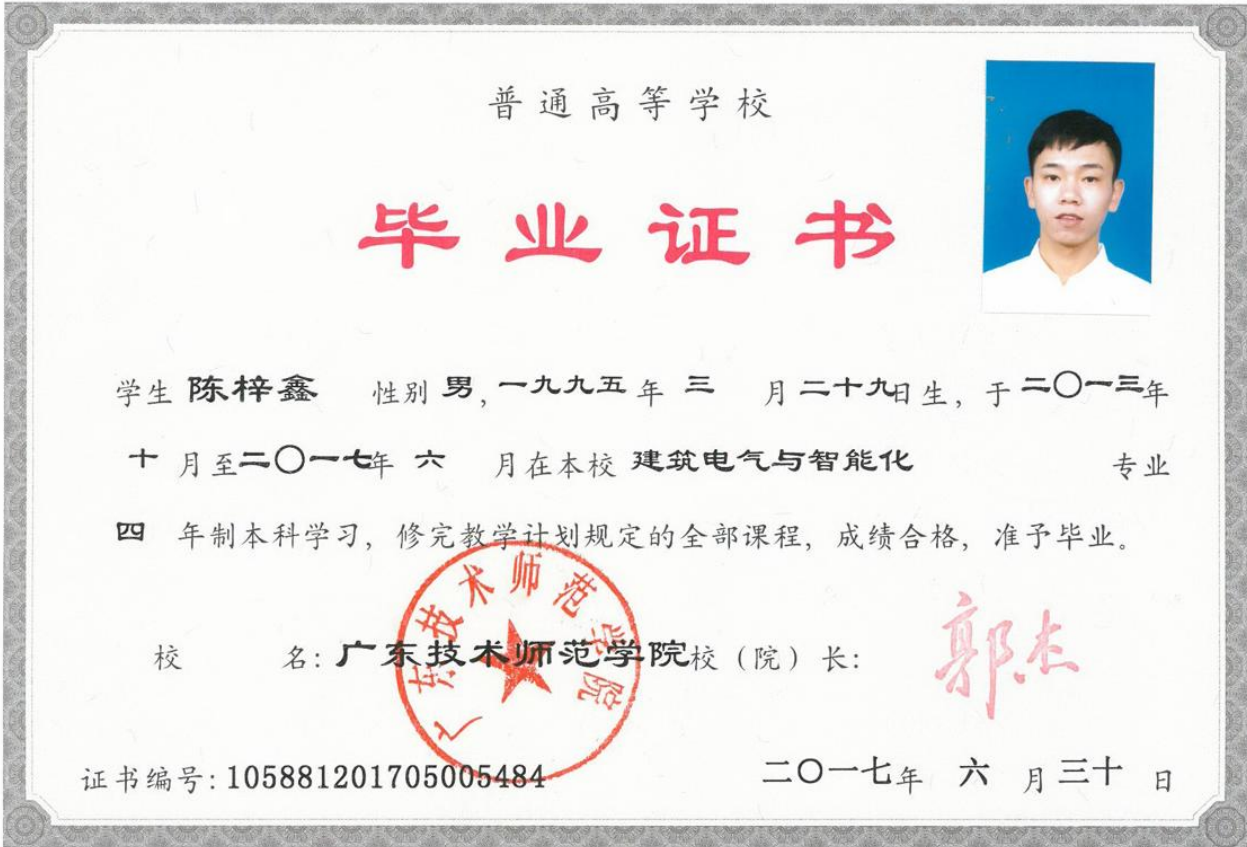 普通高等学校
毕业证书
学生 陈梓鑫 性别 男，一九九五 年 三 月 二十九日生，于 二〇一三年
十 月至二〇一七年 六 月在本校 建筑电气与智能化 专业
四 年制本科学习，修完教学计划规定的全部课程，成绩合格，准予毕业。
广东技术师范学院
校 名：广东技术师范学院校（院）长：
郭杰
证书编号：105881201705005484
二〇一七年 六 月 三十 日